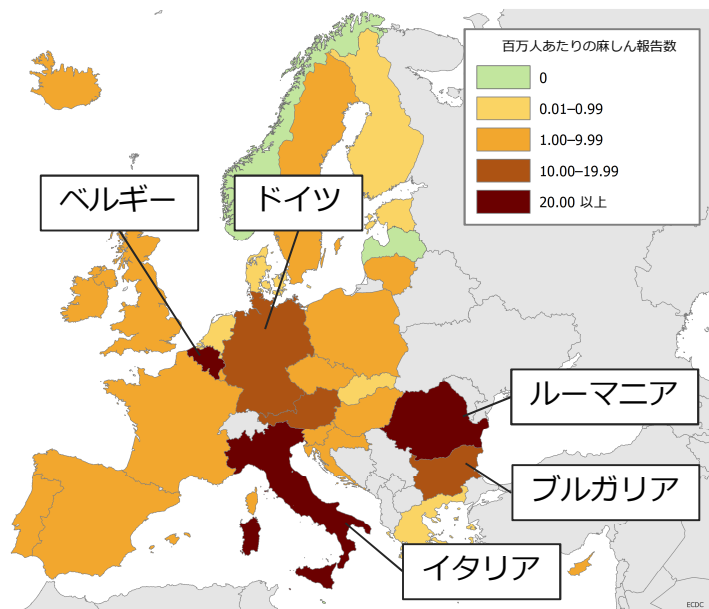 百万人あたりの麻しん報告数
0
0.01–0.99
1.00–9.99
10.00–19.99
20.00 以上
ベルギー
ドイツ
ルーマニア
ブルガリア
イタリア
ECDC